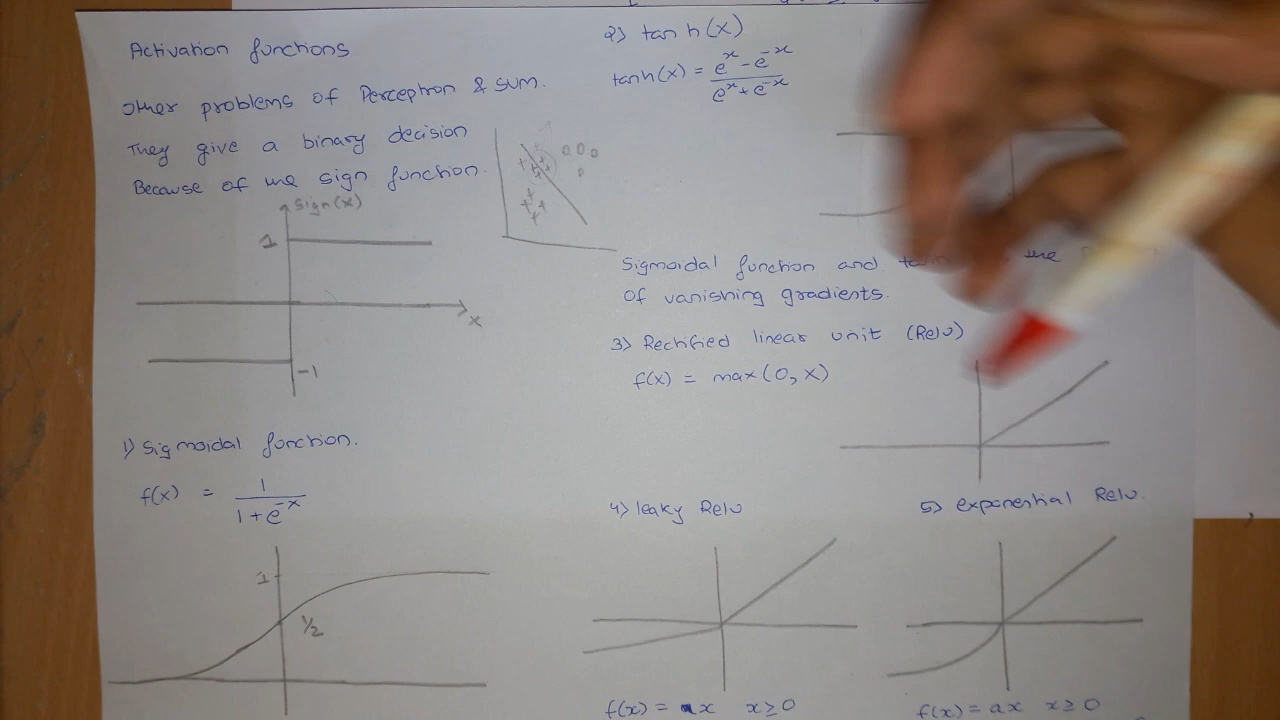 Activation functions
Other problems of Perceptron & SVM.
They give a binary decision
Because of the sign function.
Sign(x)
1
x
-1
1) Sigmoidal function.
f(x) = 1 / 1 + e^-x
1
1/2
2) tan h(x)
tanh(x) = e^x - e^-x / e^x + e^-x
Sigmoidal function and the
of vanishing gradients.
3) Rectified linear unit (Relu)
f(x) = max(0, x)
4) leaky Relu
f(x) = x x ≥ 0
5) exponential Relu.
f(x) = ax x ≥ 0